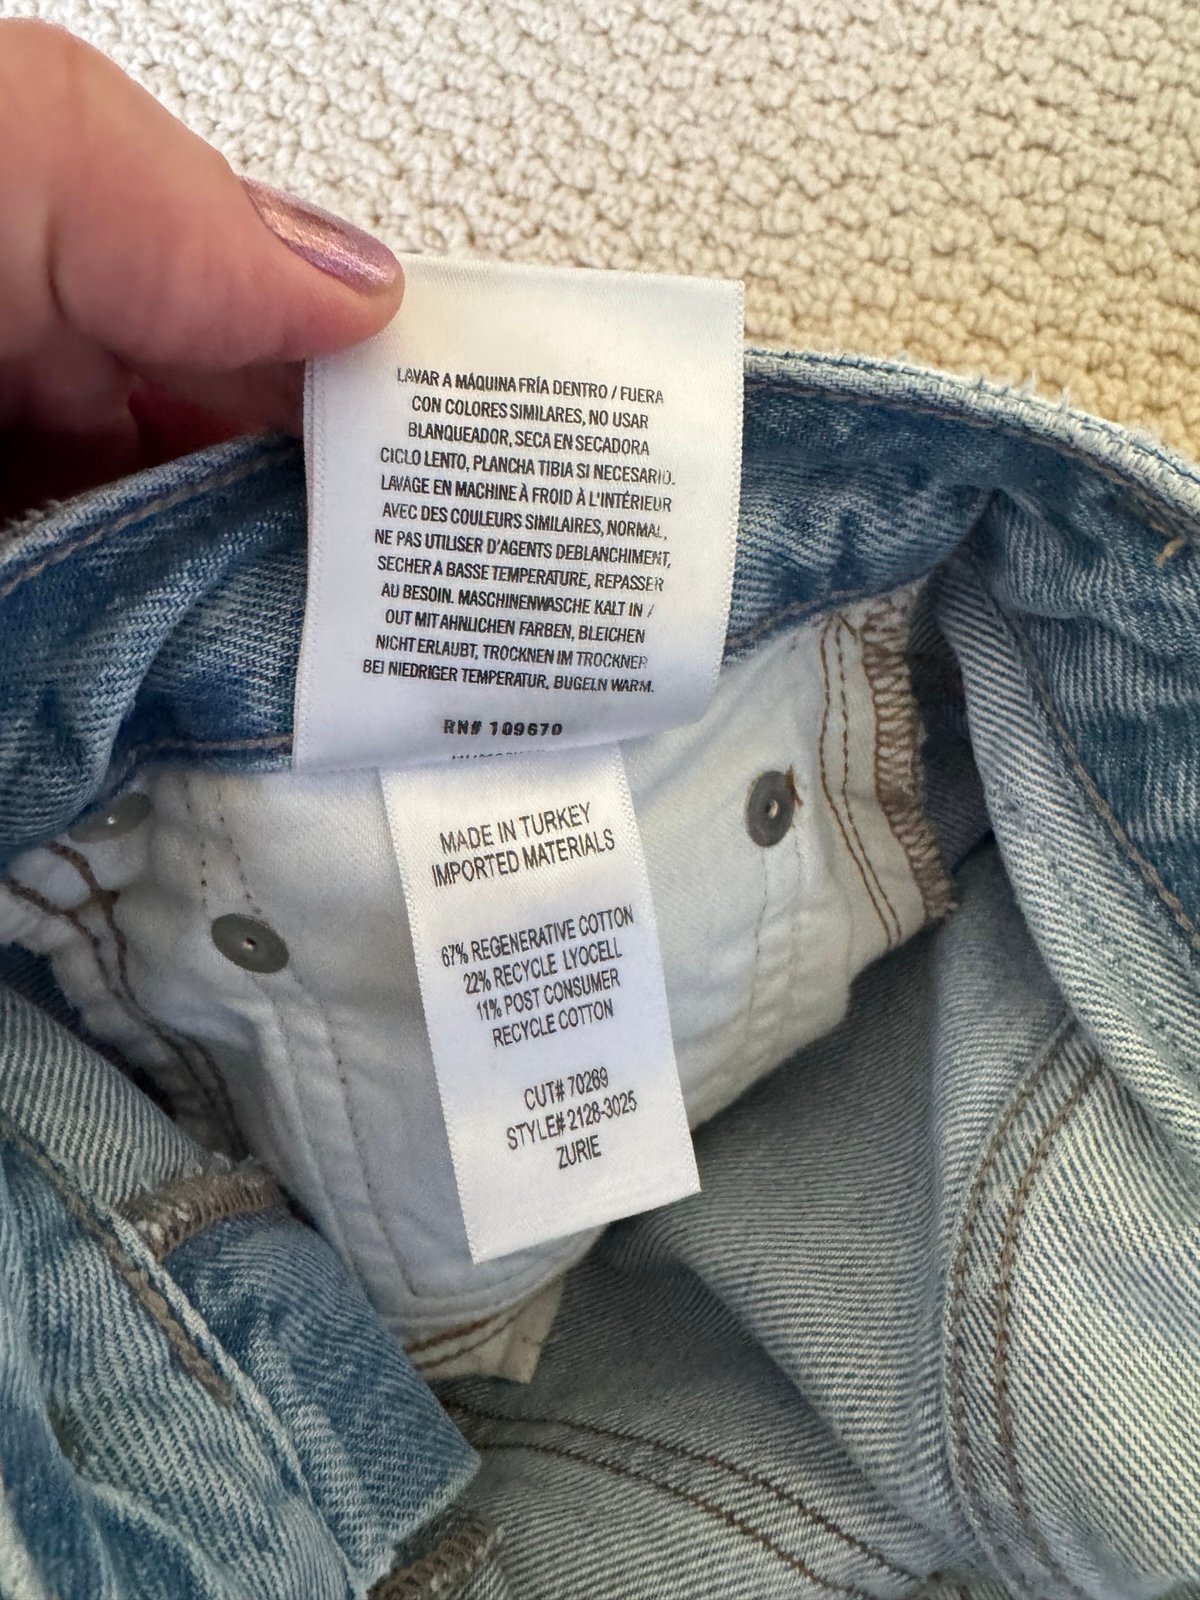 LAVAR A MÁQUINA FRÍA DENTRO / FUERA
CON COLORES SIMILARES, NO USAR
BLANQUEADOR, SECA EN SECADORA
CICLO LENTO, PLANCHA TIBIA SI NECESARIO.
LAVAGE EN MACHINE À FROID À L'INTÉRIEUR
AVEC DES COULEURS SIMILAIRES, NORMAL,
NE PAS UTILISER D'AGENTS DEBLANCHIMENT,
SECHER A BASSE TEMPERATURE, REPASSER
AU BESOIN. MASCHINENWASCHE KALT IN /
OUT MIT AHNLICHEN FARBEN, BLEICHEN
NICHT ERLAUBT, TROCKNEN IM TROCKNER
BEI NIEDRIGER TEMPERATUR, BUGELN WARM.
RN# 109670
MADE IN TURKEY
IMPORTED MATERIALS
67% REGENERATIVE COTTON
22% RECYCLE LYOCELL
11% POST CONSUMER
RECYCLE COTTON
CUT# 70269
STYLE# 2128-3025
ZURIE